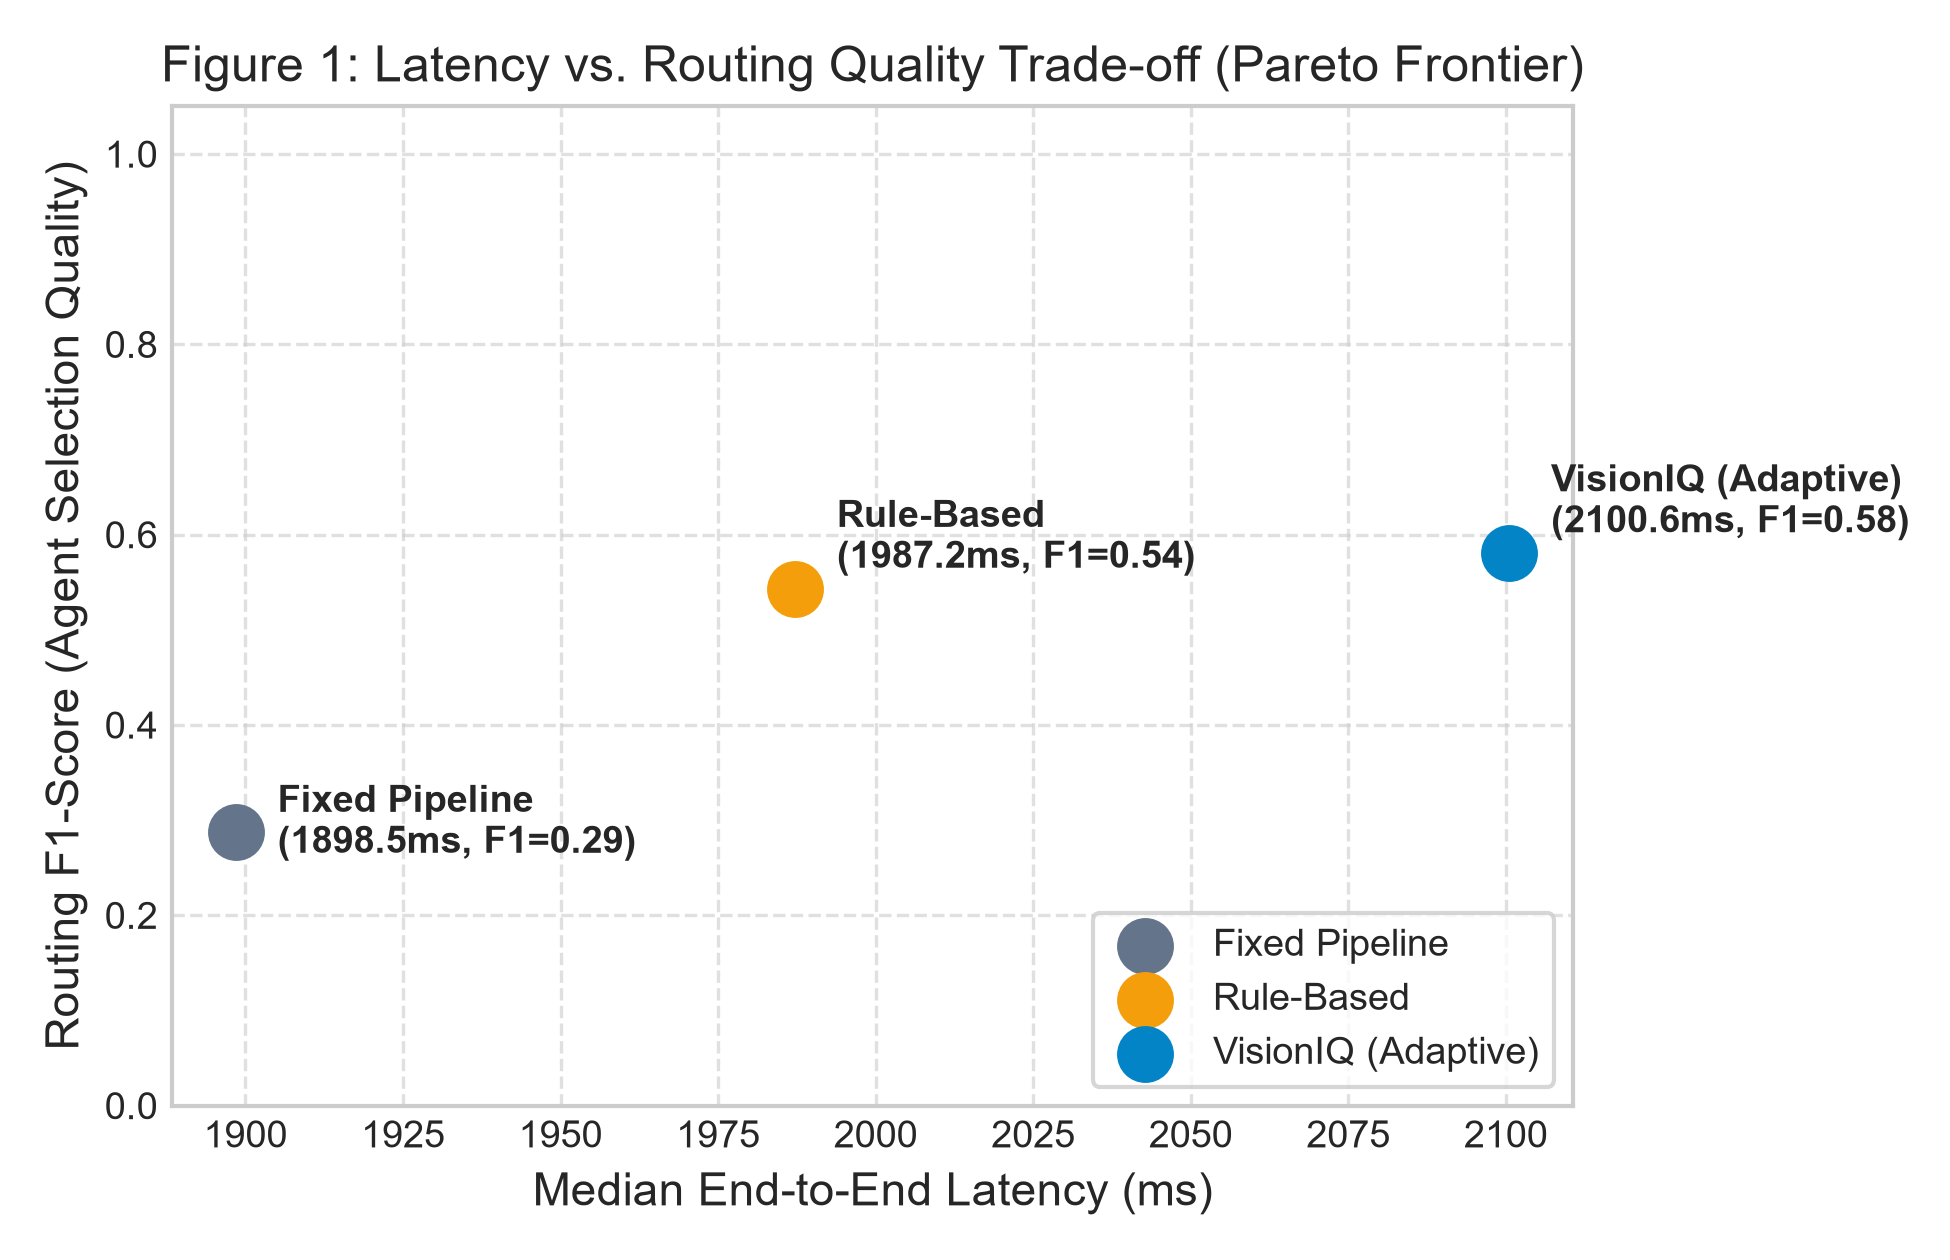 Figure 1: Latency vs. Routing Quality Trade-off (Pareto Frontier)
Routing F1-Score (Agent Selection Quality)
1.0
0.8
0.6
0.4
0.2
0.0
VisionIQ (Adaptive)
(2100.6ms, F1=0.58)
Rule-Based
(1987.2ms, F1=0.54)
Fixed Pipeline
(1898.5ms, F1=0.29)
Fixed Pipeline
Rule-Based
VisionIQ (Adaptive)
1900 1925 1950 1975 2000 2025 2050 2075 2100
Median End-to-End Latency (ms)